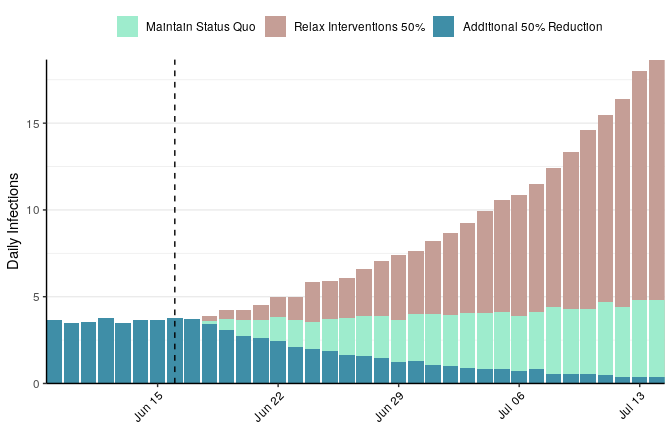 Maintain Status Quo Relax Interventions 50% Additional 50% Reduction
Daily Infections
15
10
5
0
Jun 15 Jun 22 Jun 29 Jul 06 Jul 13